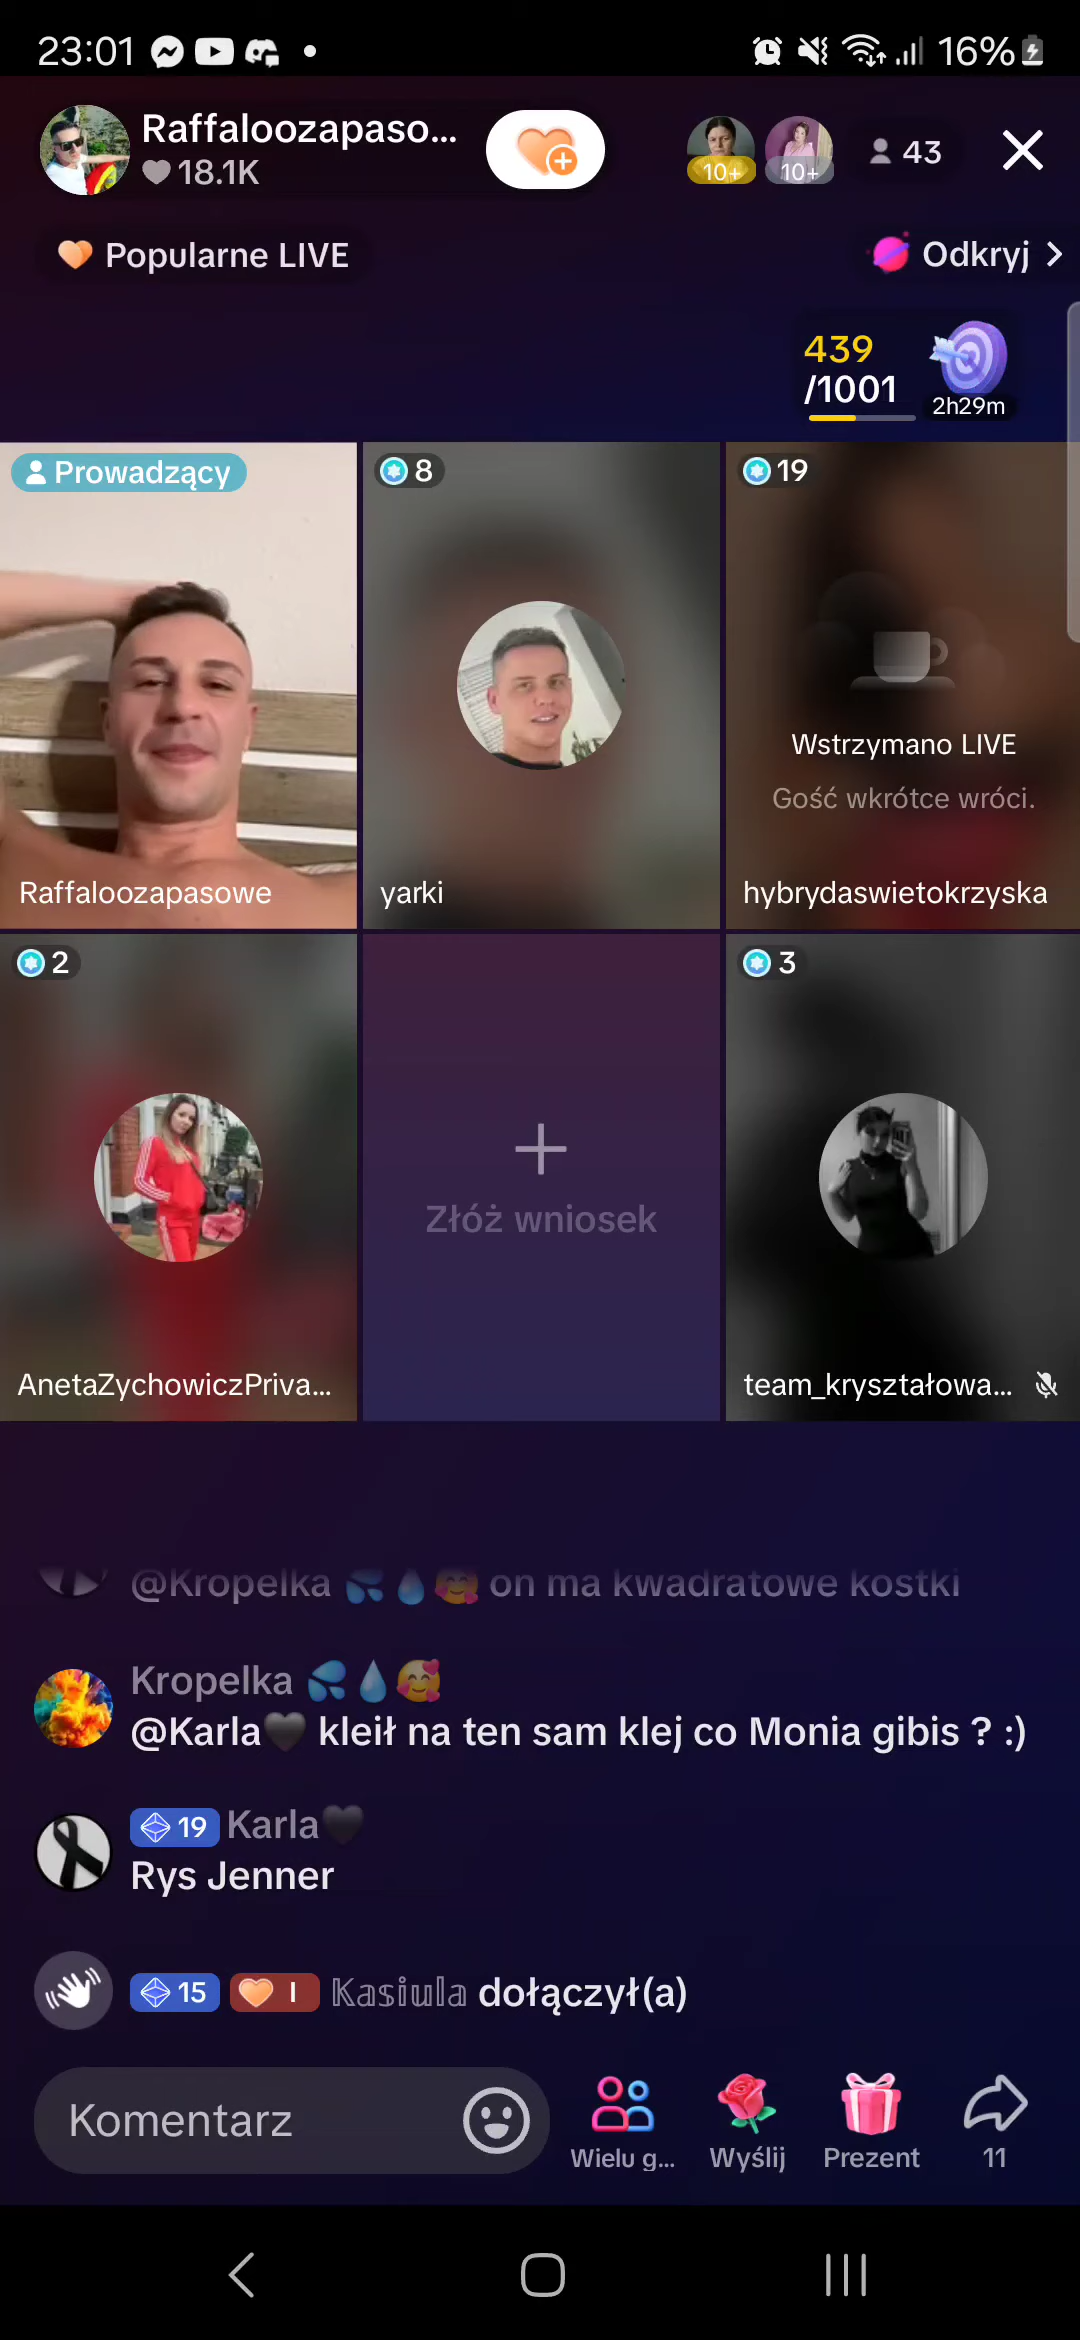 23:01
16%
Raffaloozapaso...
18.1K
10+
10+
43
Popularne LIVE
Odkryj
439
/1001
2h29m
Prowadzący
8
19
Wstrzymano LIVE
Gość wkrótce wróci.
Raffaloozapasowe
yarki
hybrydaswietokrzyska
2
3
Złóż wniosek
AnetaZychowiczPriva...
team_kryształowa...
@Kropelka 💦💧🥰 on ma kwadratowe kostki
Kropelka 💦💧🥰
@Karla🖤 kleił na ten sam klej co Monia gibis ? :)
19 Karla🖤
Rys Jenner
15 I 𝕂𝕒𝕤𝕚𝕦𝕝𝕒 dołączył(a)
Komentarz
Wielu g...
Wyślij
Prezent
11